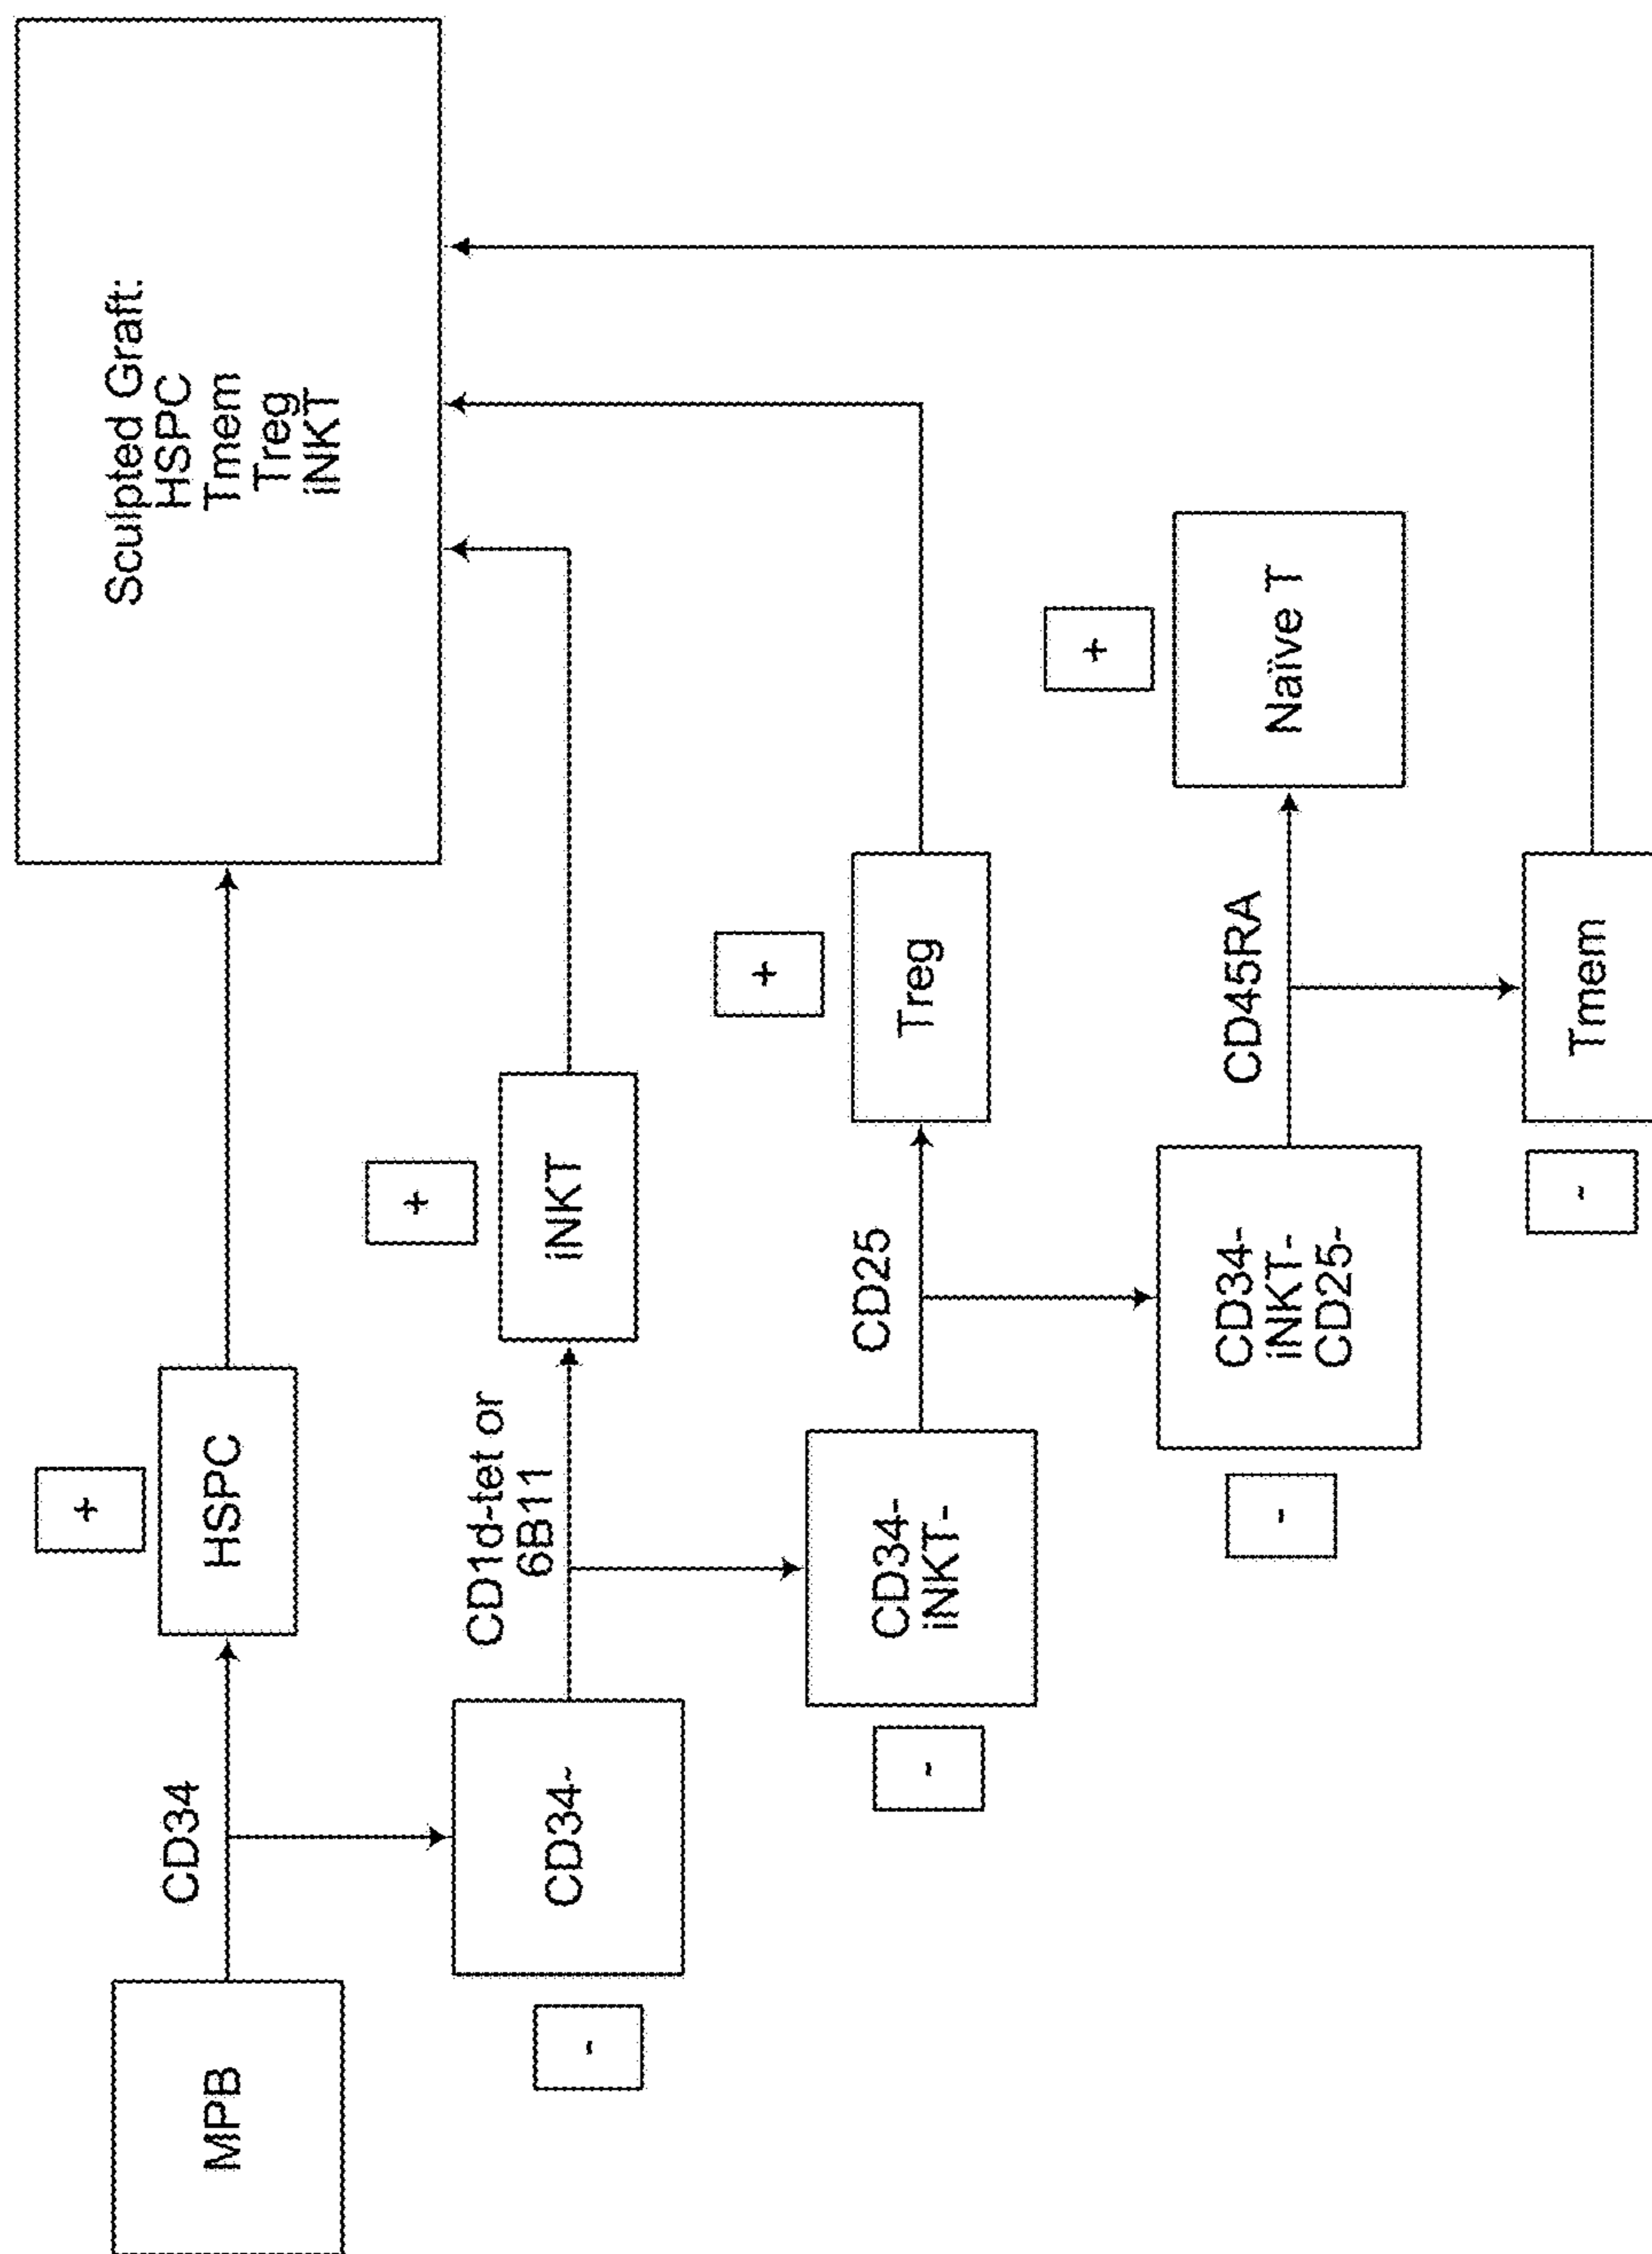 MPB
CD34
+
HSPC
Sculpted Graft:
HSPC
Tmem
Treg
iNKT
-
CD34-
CD1d-tet or
6B11
+
iNKT
-
CD34-
iNKT-
CD25
+
Treg
-
CD34-
iNKT-
CD25-
CD45RA
+
Naïve T
-
Tmem